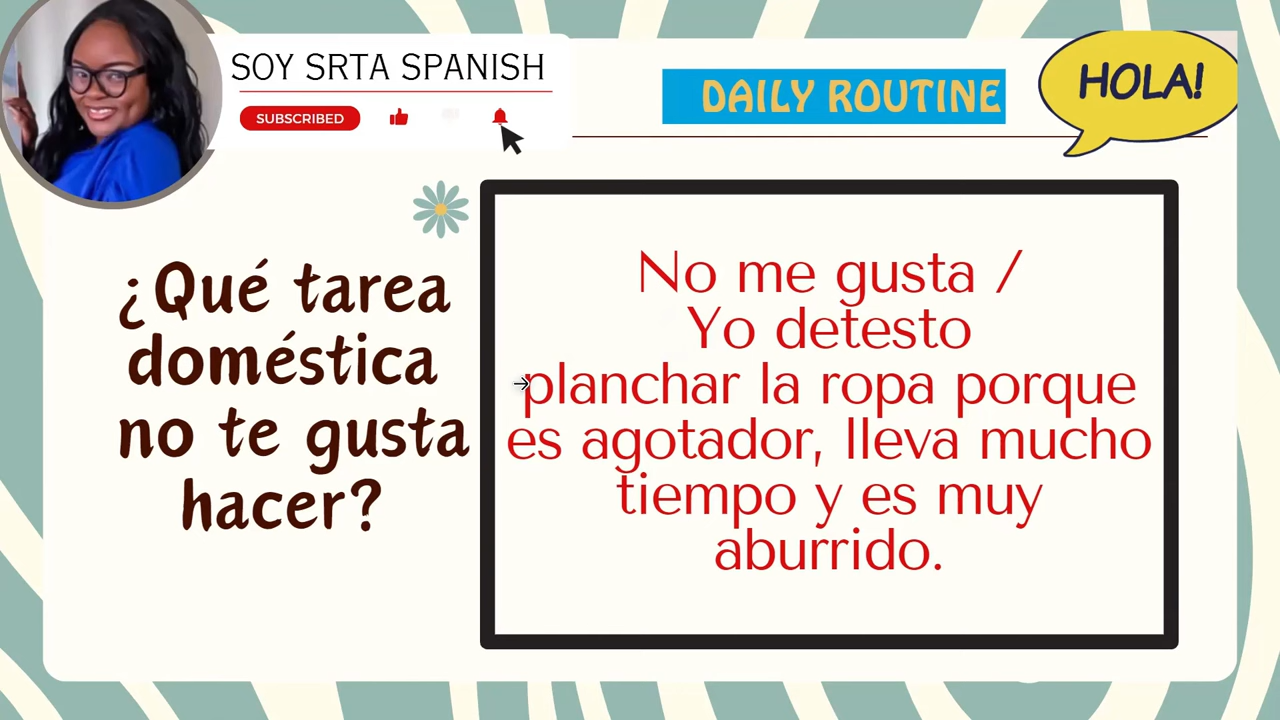 SOY SRTA SPANISH
SUBSCRIBED
DAILY ROUTINE
HOLA!
¿Qué tarea
doméstica
no te gusta
hacer?
No me gusta /
Yo detesto
planchar la ropa porque
es agotador, lleva mucho
tiempo y es muy
aburrido.